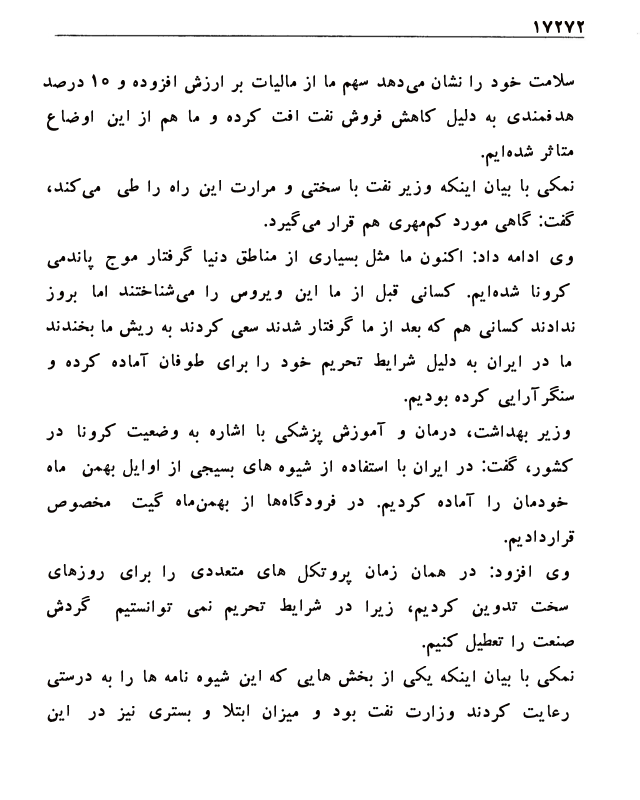 ۱۷۲۷۲
سلامت خود را نشان می‌دهد سهم ما از مالیات بر ارزش افزوده و ۱۰ درصد
هدفمندی به دلیل کاهش فروش نفت افت کرده و ما هم از این اوضاع
متاثر شده‌ایم.
نمکی با بیان اینکه وزیر نفت با سختی و مرارت این راه را طی می‌کند،
گفت: گاهی مورد کم‌مهری هم قرار می‌گیرد.
وی ادامه داد: اکنون ما مثل بسیاری از مناطق دنیا گرفتار موج پاندمی
کرونا شده‌ایم. کسانی قبل از ما این ویروس را می‌شناختند اما بروز
ندادند کسانی هم که بعد از ما گرفتار شدند سعی کردند به ریش ما بخندند
ما در ایران به دلیل شرایط تحریم خود را برای طوفان آماده کرده و
سنگر آرایی کرده بودیم.
وزیر بهداشت، درمان و آموزش پزشکی با اشاره به وضعیت کرونا در
کشور، گفت: در ایران با استفاده از شیوه های بسیجی از اوایل بهمن ماه
خودمان را آماده کردیم. در فرودگاه‌ها از بهمن‌ماه گیت مخصوص
قراردادیم.
وی افزود: در همان زمان پروتکل های متعددی را برای روزهای
سخت تدوین کردیم، زیرا در شرایط تحریم نمی توانستیم گردش
صنعت را تعطیل کنیم.
نمکی با بیان اینکه یکی از بخش هایی که این شیوه نامه ها را به درستی
رعایت کردند وزارت نفت بود و میزان ابتلا و بستری نیز در این